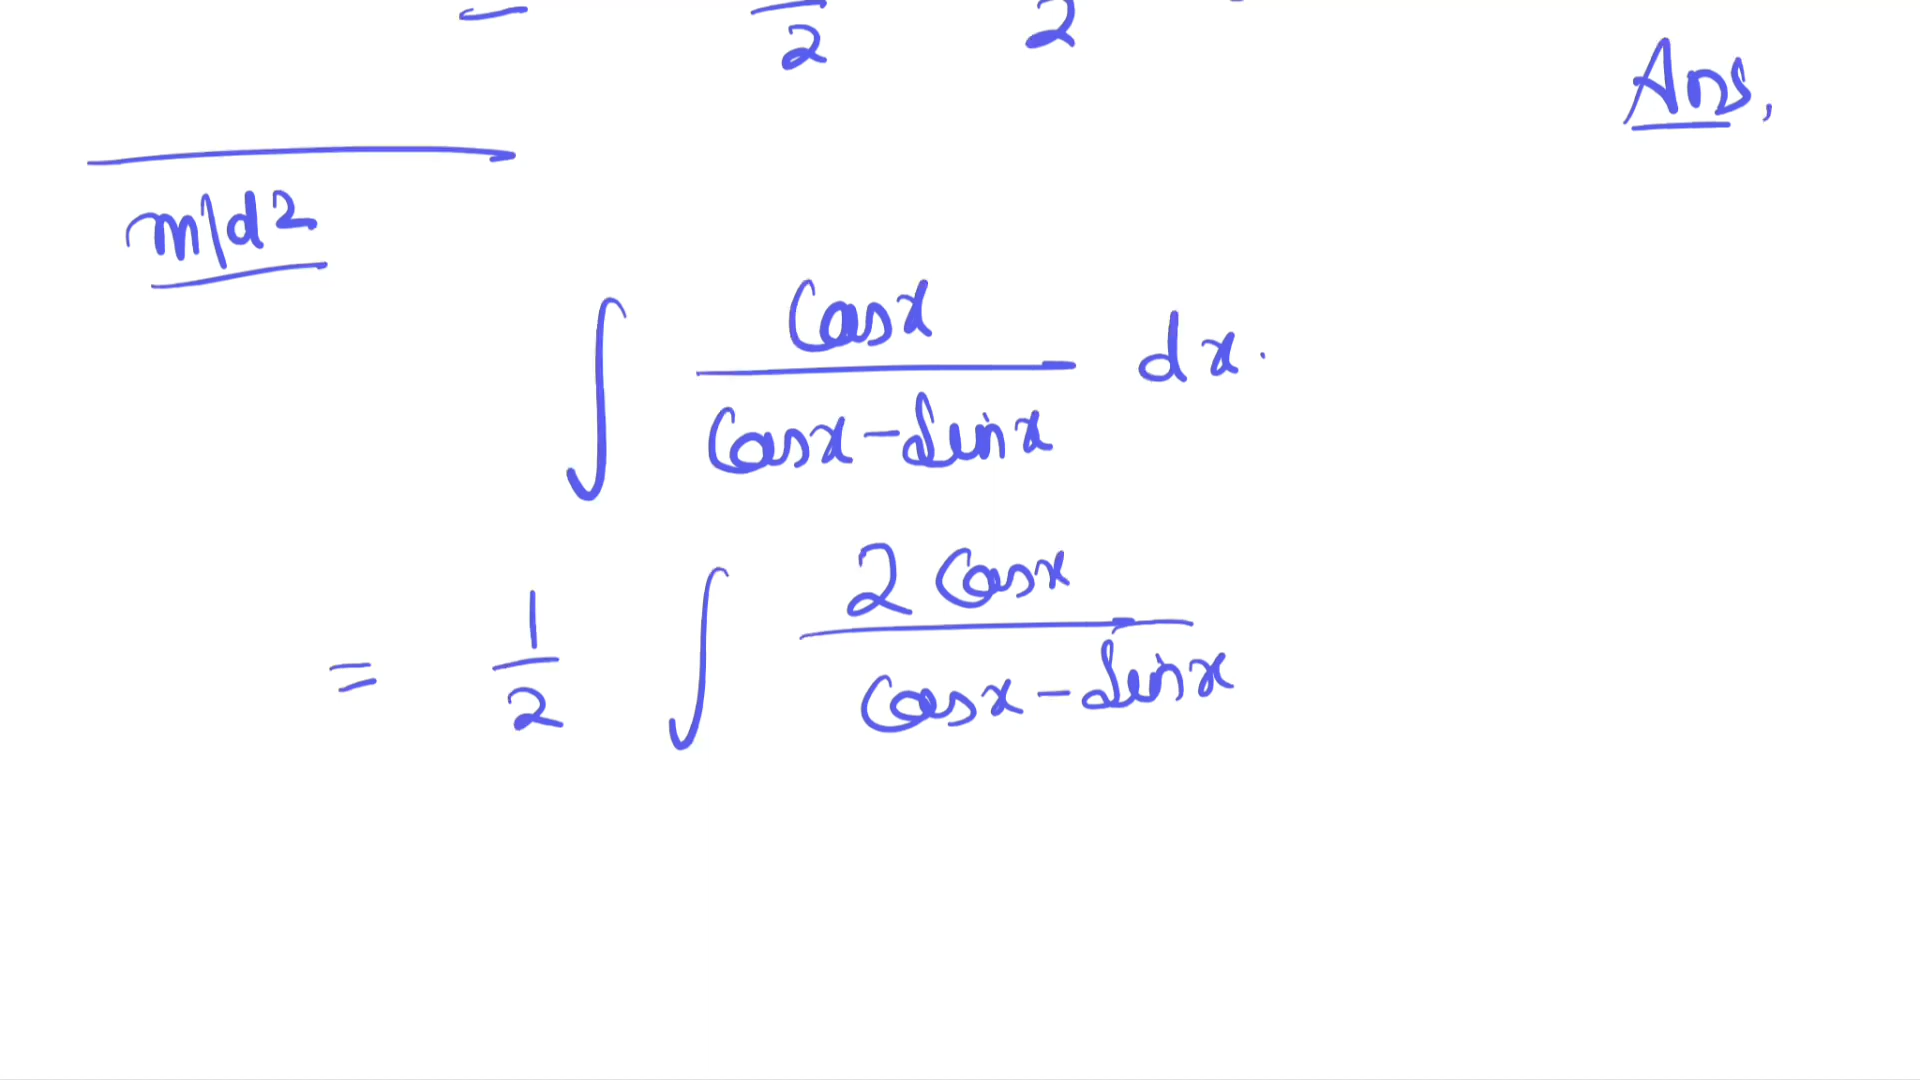 2 2
Ans,
m/d 2
∫ Cosx / (Cosx - Sinx) dx.
= 1/2 ∫ 2 Cosx / (Cosx - Sinx)